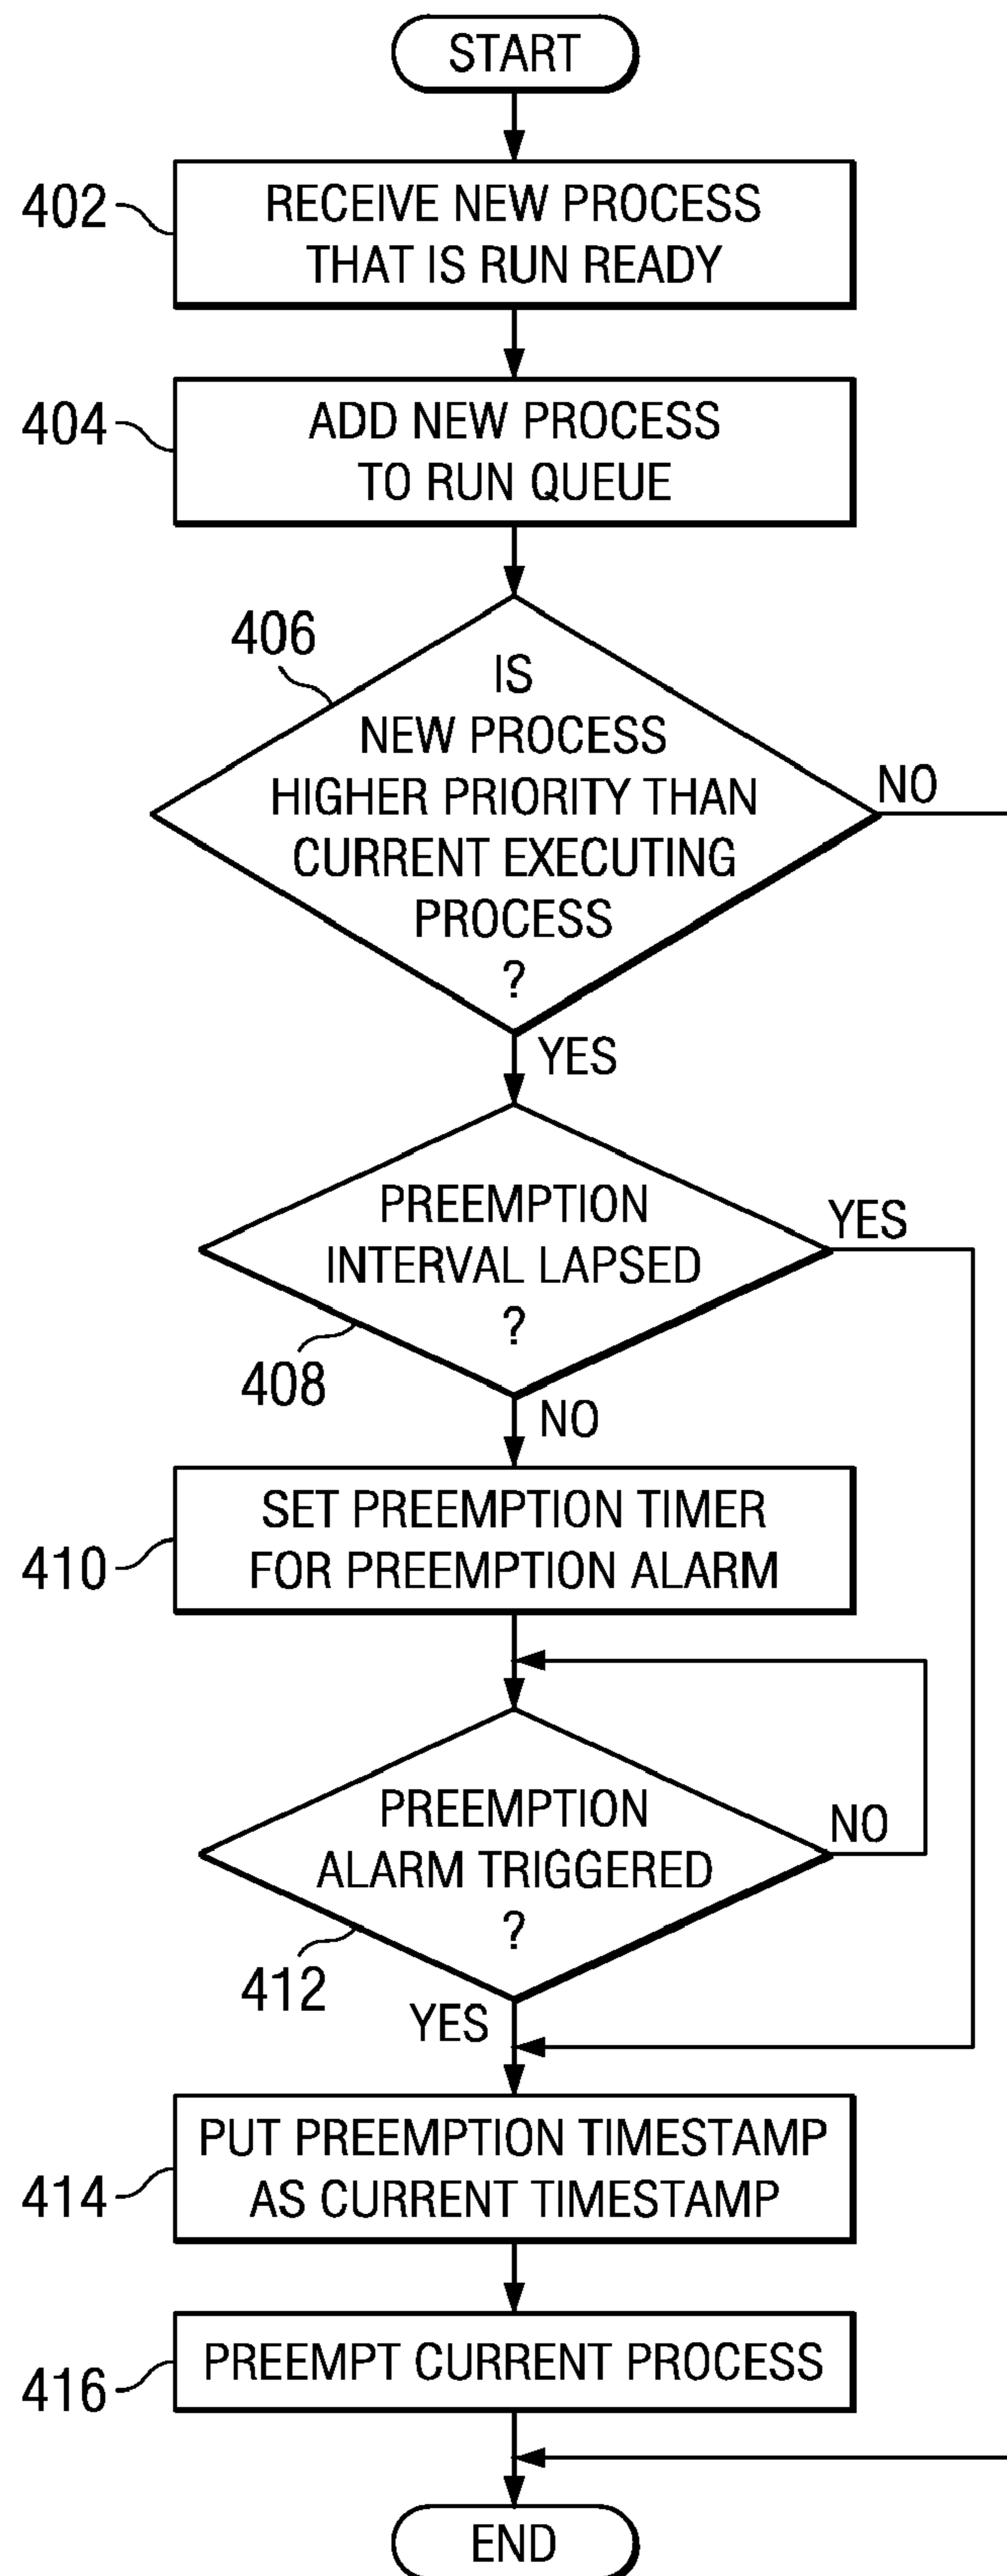 START
402
RECEIVE NEW PROCESS
THAT IS RUN READY
404
ADD NEW PROCESS
TO RUN QUEUE
406
IS
NEW PROCESS
HIGHER PRIORITY THAN
CURRENT EXECUTING
PROCESS
?
NO
YES
PREEMPTION
INTERVAL LAPSED
?
YES
408
NO
410
SET PREEMPTION TIMER
FOR PREEMPTION ALARM
PREEMPTION
ALARM TRIGGERED
?
NO
412
YES
414
PUT PREEMPTION TIMESTAMP
AS CURRENT TIMESTAMP
416
PREEMPT CURRENT PROCESS
END